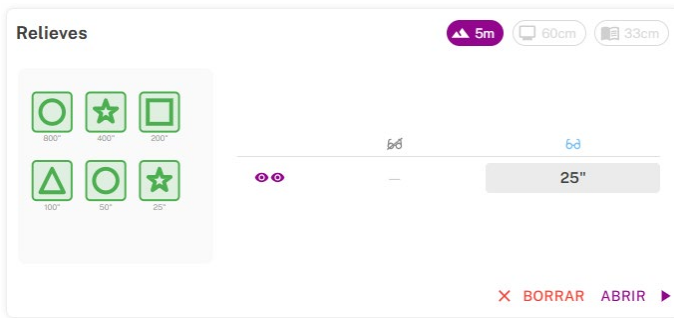 Relieves
5m
60cm
33cm
800"
400"
200"
100"
50"
25"
—
25"
BORRAR
ABRIR